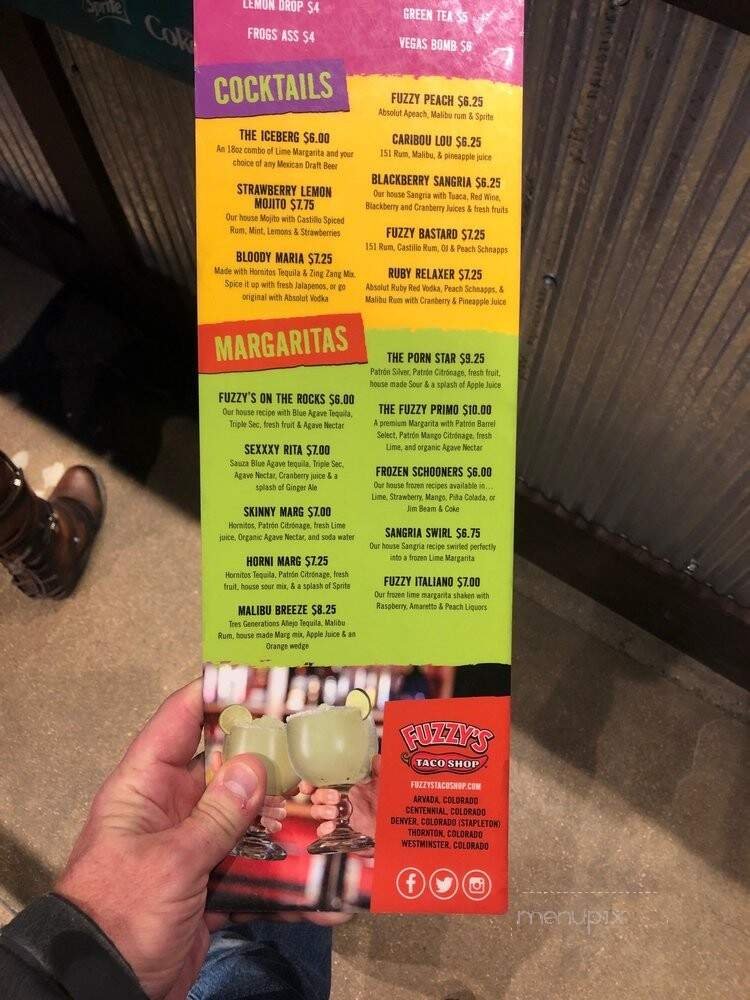 Sprite
Coke
LEMON DROP $4
FROGS ASS $4
GREEN TEA $5
VEGAS BOMB $6
COCKTAILS
THE ICEBERG $6.00
An 18oz combo of Lime Margarita and your
choice of any Mexican Draft Beer
STRAWBERRY LEMON
MOJITO $7.75
Our house Mojito with Castillo Spiced
Rum, Mint, Lemons & Strawberries
BLOODY MARIA $7.25
Made with Hornitos Tequila & Zing Zang Mix.
Spice it up with fresh Jalapenos, or go
original with Absolut Vodka
FUZZY PEACH $6.25
Absolut Apeach, Malibu rum & Sprite
CARIBOU LOU $6.25
151 Rum, Malibu, & pineapple juice
BLACKBERRY SANGRIA $6.25
Our house Sangria with Tuaca, Red Wine,
Blackberry and Cranberry Juices & fresh fruits
FUZZY BASTARD $7.25
151 Rum, Castillo Rum, OJ & Peach Schnapps
RUBY RELAXER $7.25
Absolut Ruby Red Vodka, Peach Schnapps, &
Malibu Rum with Cranberry & Pineapple Juice
MARGARITAS
FUZZY'S ON THE ROCKS $6.00
Our house recipe with Blue Agave Tequila,
Triple Sec, fresh fruit & Agave Nectar
SEXXXY RITA $7.00
Sauza Blue Agave tequila, Triple Sec,
Agave Nectar, Cranberry juice & a
splash of Ginger Ale
SKINNY MARG $7.00
Hornitos, Patrón Citrónage, fresh Lime
juice, Organic Agave Nectar, and soda water
HORNI MARG $7.25
Hornitos Tequila, Patrón Citrónage, fresh
fruit, house sour mix, & a splash of Sprite
MALIBU BREEZE $8.25
Tres Generations Añejo Tequila, Malibu
Rum, house made Marg mix, Apple Juice & an
Orange wedge
THE PORN STAR $9.25
Patrón Silver, Patrón Citrónage, fresh fruit,
house made Sour & a splash of Apple Juice
THE FUZZY PRIMO $10.00
A premium Margarita with Patrón Barrel
Select, Patrón Mango Citrónage, fresh
Lime, and organic Agave Nectar
FROZEN SCHOONERS $6.00
Our house frozen recipes available in...
Lime, Strawberry, Mango, Piña Colada, or
Jim Beam & Coke
SANGRIA SWIRL $6.75
Our house Sangria recipe swirled perfectly
into a frozen Lime Margarita
FUZZY ITALIANO $7.00
Our frozen lime margarita shaken with
Raspberry, Amaretto & Peach Liquors
FUZZY'S
TACO SHOP
FUZZYSTACOSHOP.COM
ARVADA, COLORADO
CENTENNIAL, COLORADO
DENVER, COLORADO (STAPLETON)
THORNTON, COLORADO
WESTMINSTER, COLORADO
menupix